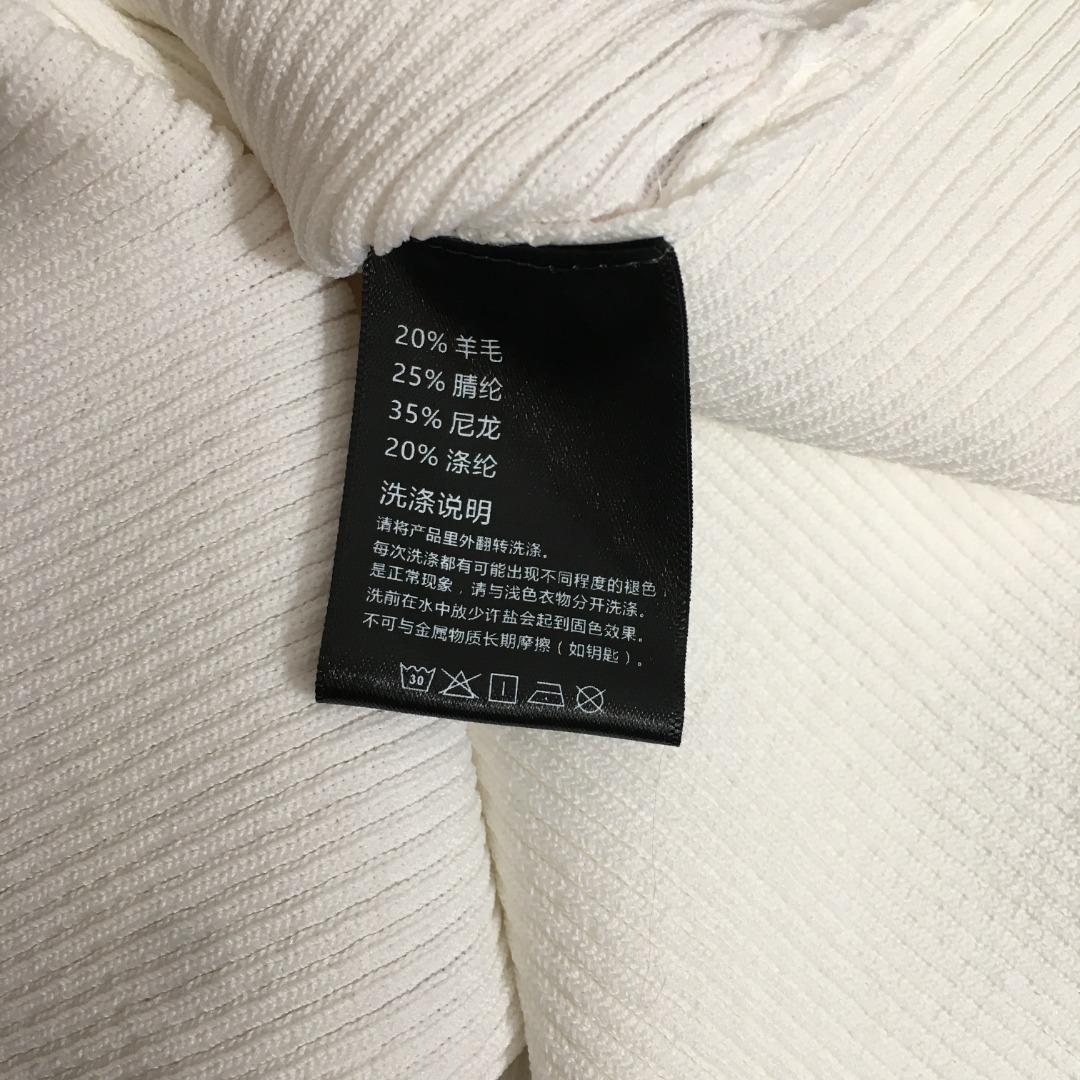 20% 羊毛
25% 腈纶
35% 尼龙
20% 涤纶
洗涤说明
请将产品里外翻转洗涤。
每次洗涤都有可能出现不同程度的褪色，
是正常现象，请与浅色衣物分开洗涤。
洗前在水中放少许盐会起到固色效果。
不可与金属物质长期摩擦（如钥匙）。
30